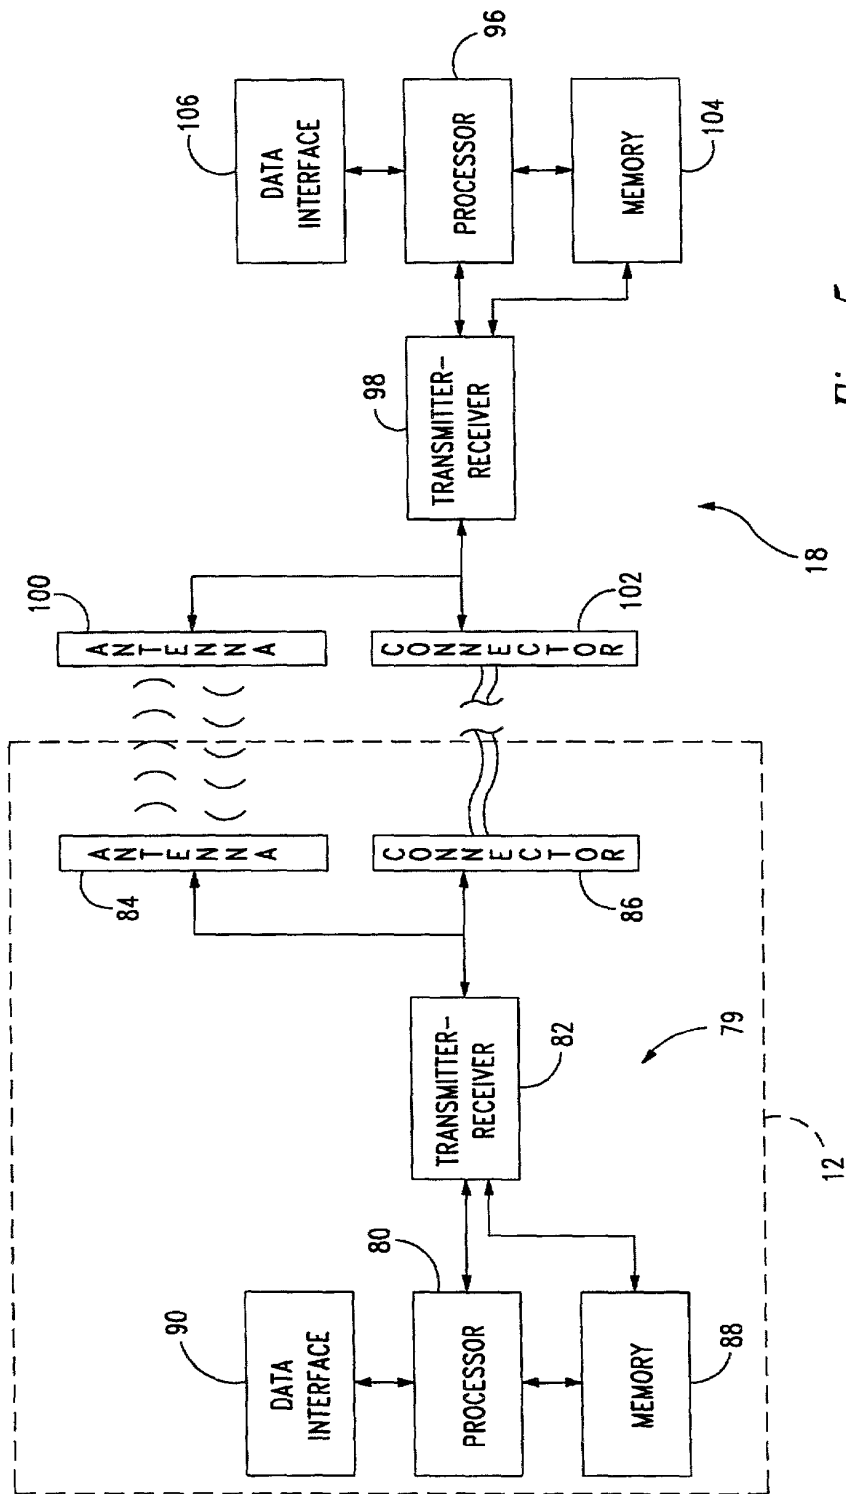 90
DATA
INTERFACE
80
PROCESSOR
MEMORY
88
TRANSMITTER–
RECEIVER
82
79
12
84
ANTENNA
CONNECTOR
86
100
ANTENNA
CONNECTOR
102
98
TRANSMITTER–
RECEIVER
18
106
DATA
INTERFACE
96
PROCESSOR
MEMORY
104